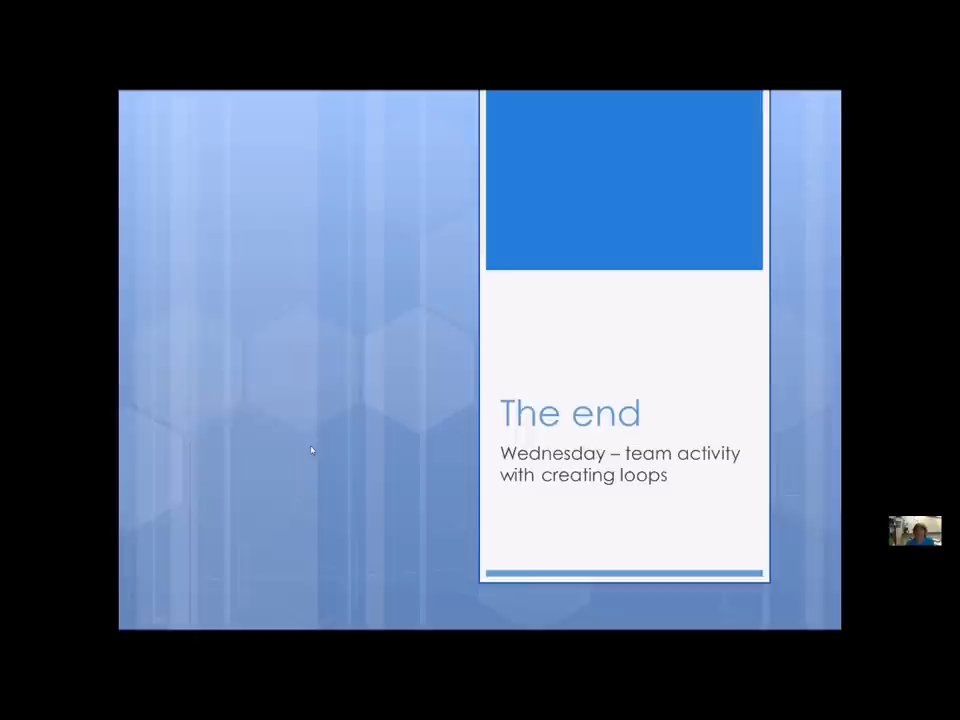 The end
Wednesday – team activity
with creating loops